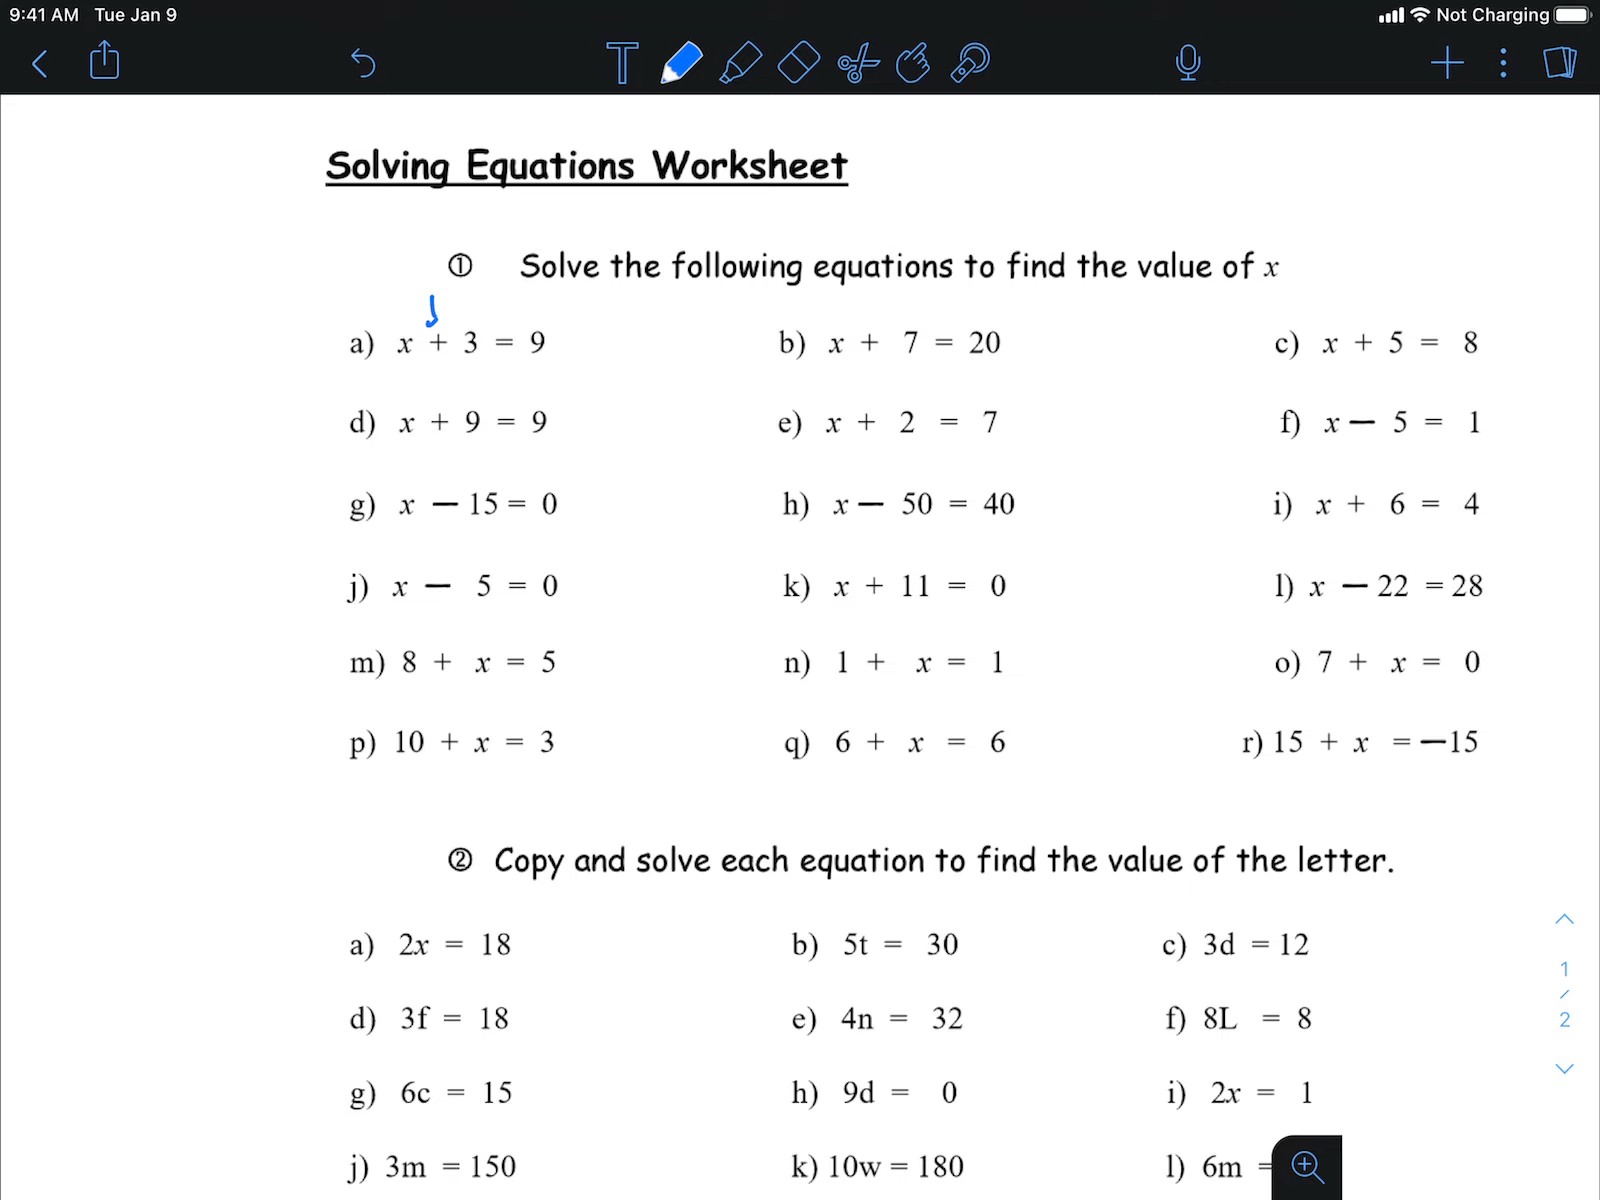 9:41 AM Tue Jan 9 Not Charging
Solving Equations Worksheet
① Solve the following equations to find the value of x
a) x + 3 = 9 b) x + 7 = 20 c) x + 5 = 8
d) x + 9 = 9 e) x + 2 = 7 f) x – 5 = 1
g) x – 15 = 0 h) x – 50 = 40 i) x + 6 = 4
j) x – 5 = 0 k) x + 11 = 0 l) x – 22 = 28
m) 8 + x = 5 n) 1 + x = 1 o) 7 + x = 0
p) 10 + x = 3 q) 6 + x = 6 r) 15 + x = –15
② Copy and solve each equation to find the value of the letter.
a) 2x = 18 b) 5t = 30 c) 3d = 12
d) 3f = 18 e) 4n = 32 f) 8L = 8
g) 6c = 15 h) 9d = 0 i) 2x = 1
j) 3m = 150 k) 10w = 180 l) 6m =
1 / 2